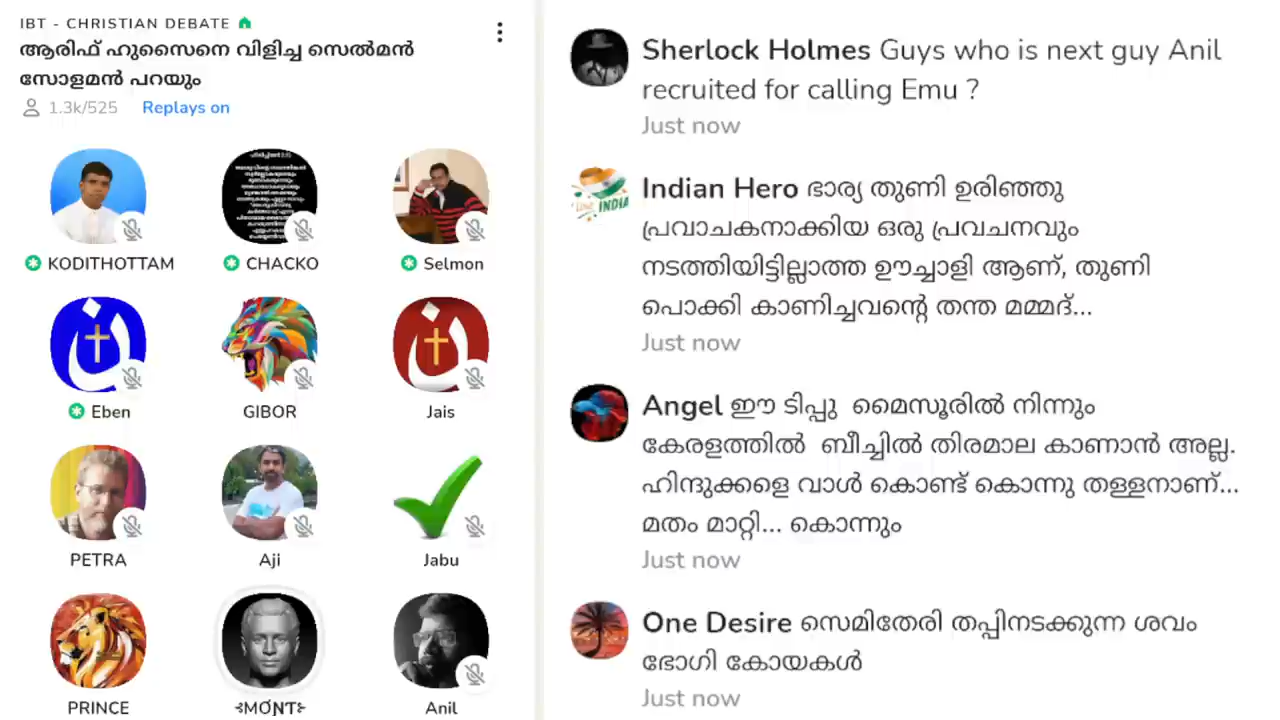 IBT - CHRISTIAN DEBATE
ആരിഫ് ഹുസൈനെ വിളിച്ച സെൽമൻ
സോളമൻ പറയും
1.3k/525 Replays on
KODITHOTTAM CHACKO Selmon
Eben GIBOR Jais
PETRA Aji Jabu
PRINCE MONT Anil
Sherlock Holmes Guys who is next guy Anil
recruited for calling Emu ?
Just now
Indian Hero ഭാര്യ തുണി ഉരിഞ്ഞു
പ്രവാചകനാക്കിയ ഒരു പ്രവചനവും
നടത്തിയിട്ടില്ലാത്ത ഊച്ചാളി ആണ്, തുണി
പൊക്കി കാണിച്ചവന്റെ തന്ത മമ്മദ്...
Just now
Angel ഈ ടിപ്പു മൈസൂരിൽ നിന്നും
കേരളത്തിൽ ബീച്ചിൽ തിരമാല കാണാൻ അല്ല.
ഹിന്ദുക്കളെ വാൾ കൊണ്ട് കൊന്നു തള്ളനാണ്...
മതം മാറ്റി... കൊന്നും
Just now
One Desire സെമിതേരി തപ്പിനടക്കുന്ന ശവം
ഭോഗി കോയകൾ
Just now
INDIA